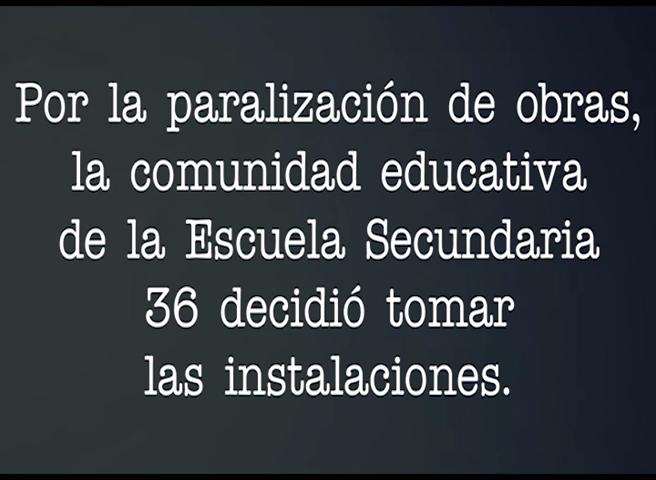 Por la paralización de obras,
la comunidad educativa
de la Escuela Secundaria
36 decidió tomar
las instalaciones.